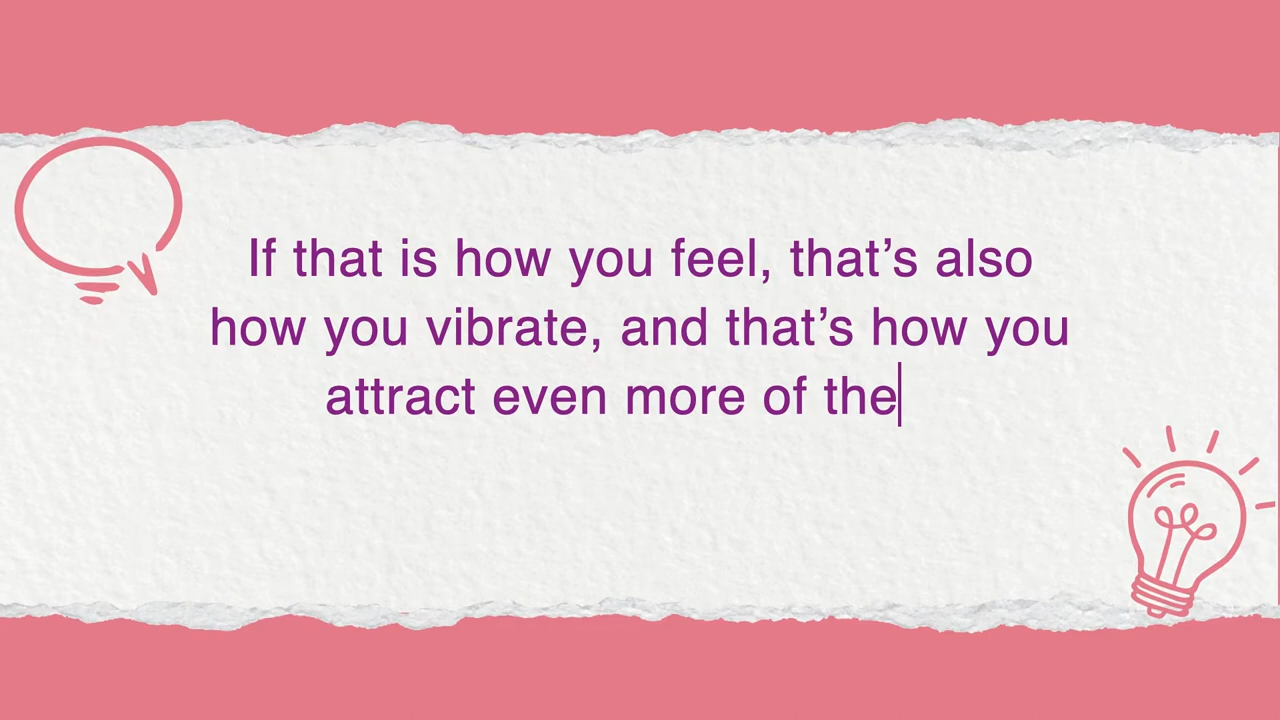 If that is how you feel, that’s also
how you vibrate, and that’s how you
attract even more of the